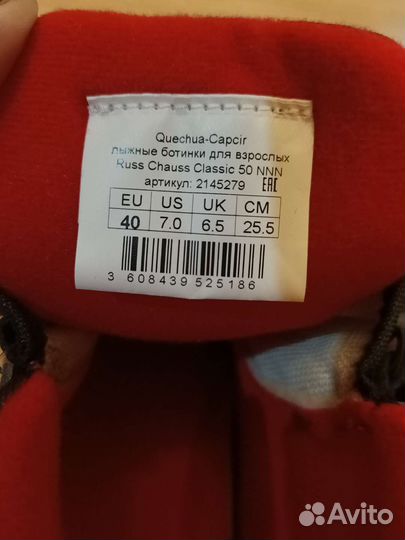 Quechua-Capcir
лыжные ботинки для взрослых
Russ Chauss Classic 50 NNN
артикул: 2145279 EAC
EU US UK CM
40 7.0 6.5 25.5
3 608439 525186
Avito